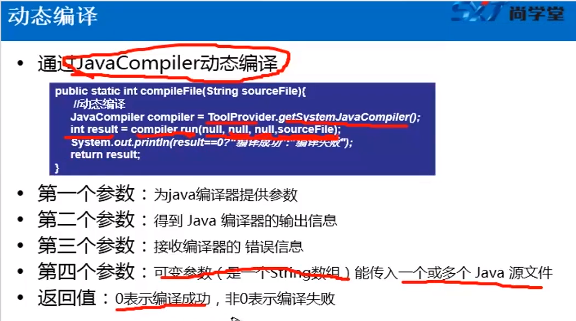 动态编译
SXT 尚学堂
• 通过JavaCompiler动态编译
public static int compileFile(String sourceFile){
//动态编译
JavaCompiler compiler = ToolProvider.getSystemJavaCompiler();
int result = compiler.run(null, null, null,sourceFile);
System.out.println(result==0?"编译成功":"编译失败");
return result;
}
• 第一个参数：为java编译器提供参数
• 第二个参数：得到 Java 编译器的输出信息
• 第三个参数：接收编译器的 错误信息
• 第四个参数：可变参数（是一个String数组）能传入一个或多个 Java 源文件
• 返回值：0表示编译成功，非0表示编译失败